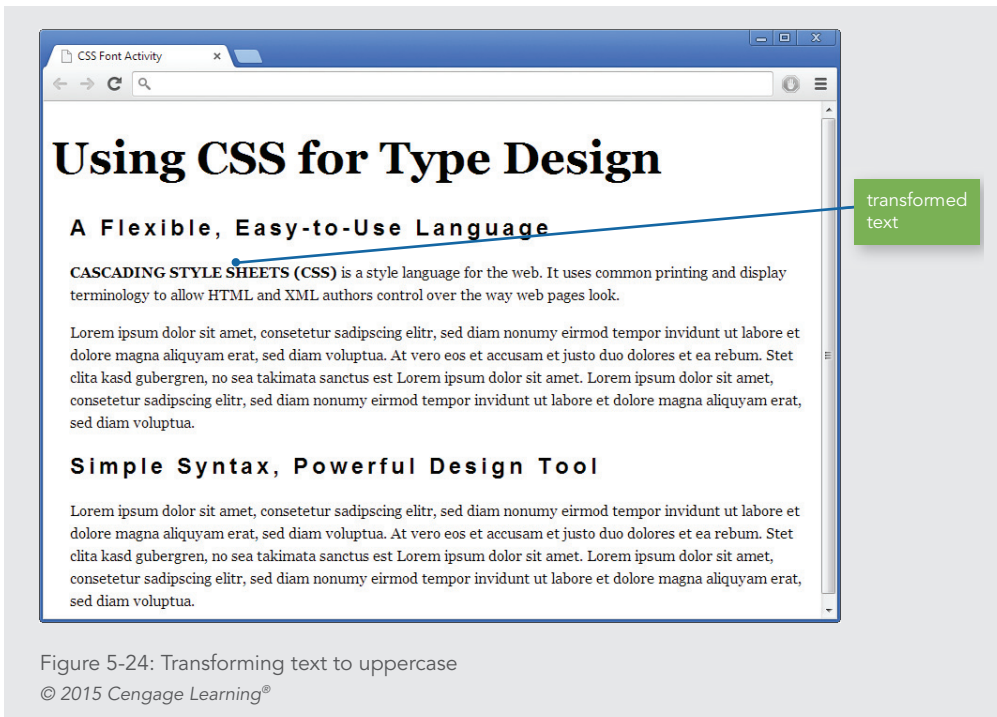 CSS Font Activity
Using CSS for Type Design
A Flexible, Easy-to-Use Language
CASCADING STYLE SHEETS (CSS) is a style language for the web. It uses common printing and display
terminology to allow HTML and XML authors control over the way web pages look.
Lorem ipsum dolor sit amet, consetetur sadipscing elitr, sed diam nonumy eirmod tempor invidunt ut labore et
dolore magna aliquyam erat, sed diam voluptua. At vero eos et accusam et justo duo dolores et ea rebum. Stet
clita kasd gubergren, no sea takimata sanctus est Lorem ipsum dolor sit amet. Lorem ipsum dolor sit amet,
consetetur sadipscing elitr, sed diam nonumy eirmod tempor invidunt ut labore et dolore magna aliquyam erat,
sed diam voluptua.
Simple Syntax, Powerful Design Tool
Lorem ipsum dolor sit amet, consetetur sadipscing elitr, sed diam nonumy eirmod tempor invidunt ut labore et
dolore magna aliquyam erat, sed diam voluptua. At vero eos et accusam et justo duo dolores et ea rebum. Stet
clita kasd gubergren, no sea takimata sanctus est Lorem ipsum dolor sit amet. Lorem ipsum dolor sit amet,
consetetur sadipscing elitr, sed diam nonumy eirmod tempor invidunt ut labore et dolore magna aliquyam erat,
sed diam voluptua.
transformed
text
Figure 5-24: Transforming text to uppercase
© 2015 Cengage Learning®